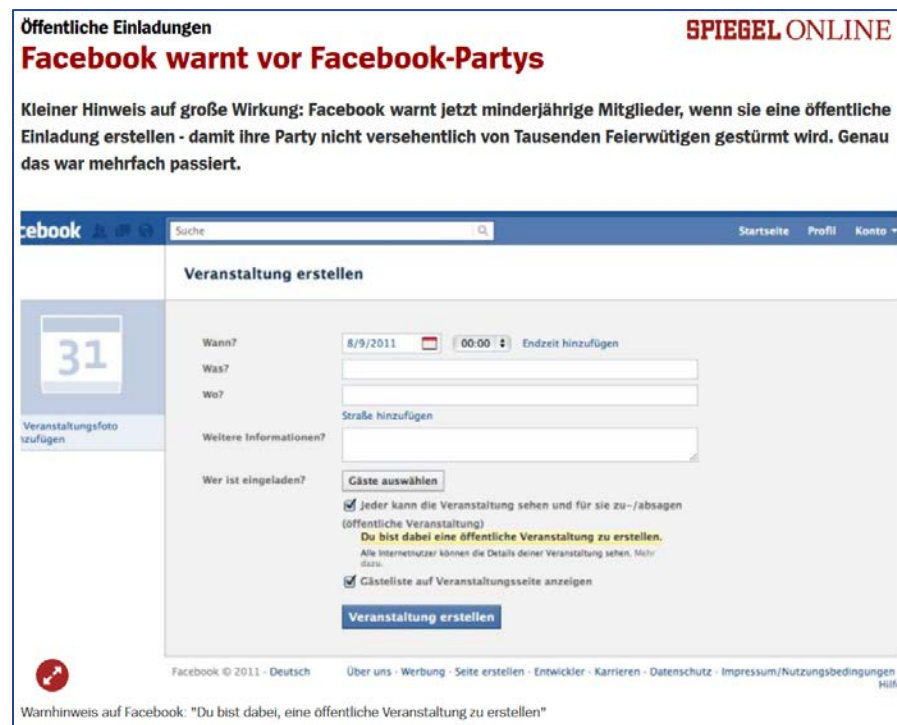 Öffentliche Einladungen
SPIEGEL ONLINE
Facebook warnt vor Facebook-Partys
Kleiner Hinweis auf große Wirkung: Facebook warnt jetzt minderjährige Mitglieder, wenn sie eine öffentliche
Einladung erstellen - damit ihre Party nicht versehentlich von Tausenden Feierwütigen gestürmt wird. Genau
das war mehrfach passiert.
cebook
Suche
Startseite Profil Konto
Veranstaltung erstellen
31
Veranstaltungsfoto
nzufügen
Wann? 8/9/2011 00:00 Endzeit hinzufügen
Was?
Wo?
Straße hinzufügen
Weitere Informationen?
Wer ist eingeladen? Gäste auswählen
Jeder kann die Veranstaltung sehen und für sie zu-/absagen
(öffentliche Veranstaltung)
Du bist dabei eine öffentliche Veranstaltung zu erstellen.
Alle Internetnutzer können die Details deiner Veranstaltung sehen. Mehr
dazu.
Gästeliste auf Veranstaltungsseite anzeigen
Veranstaltung erstellen
Facebook © 2011 · Deutsch
Über uns · Werbung · Seite erstellen · Entwickler · Karrieren · Datenschutz · Impressum/Nutzungsbedingungen
Hilf
Warnhinweis auf Facebook: "Du bist dabei, eine öffentliche Veranstaltung zu erstellen"